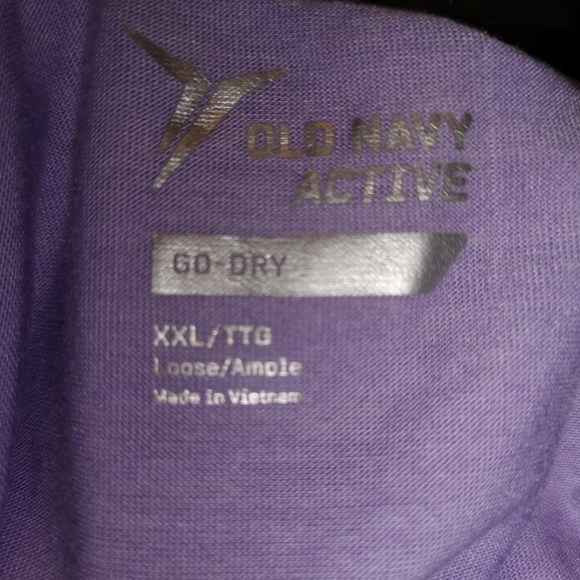 OLD NAVY
ACTIVE
GO-DRY
XXL/TTG
Loose/Ample
Made in Vietnam